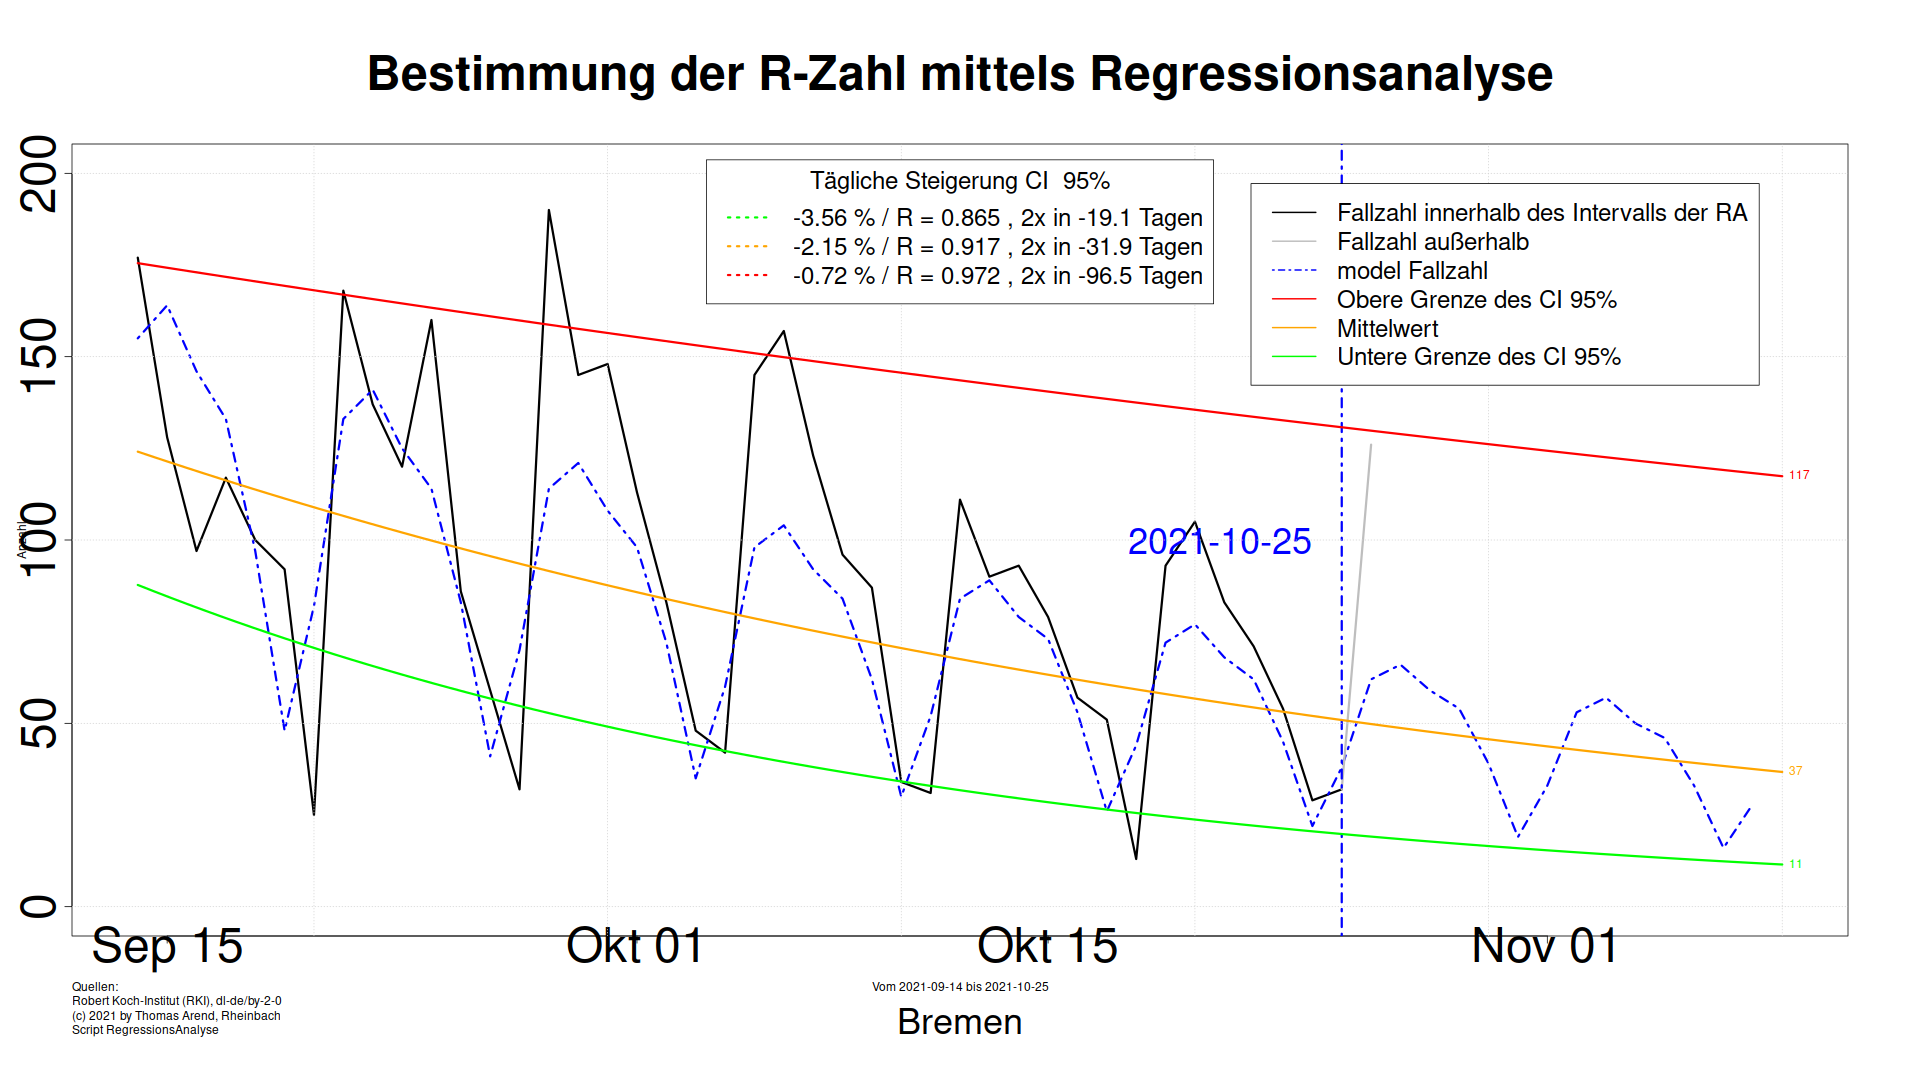 Bestimmung der R-Zahl mittels Regressionsanalyse
200
150
100
50
0
Anzahl
Tägliche Steigerung CI  95%
-3.56 % / R = 0.865 , 2x in -19.1 Tagen
-2.15 % / R = 0.917 , 2x in -31.9 Tagen
-0.72 % / R = 0.972 , 2x in -96.5 Tagen
Fallzahl innerhalb des Intervalls der RA
Fallzahl außerhalb
model Fallzahl
Obere Grenze des CI 95%
Mittelwert
Untere Grenze des CI 95%
2021-10-25
117
37
11
Sep 15
Okt 01
Okt 15
Nov 01
Quellen:
Robert Koch-Institut (RKI), dl-de/by-2-0
(c) 2021 by Thomas Arend, Rheinbach
Script RegressionsAnalyse
Vom 2021-09-14 bis 2021-10-25
Bremen